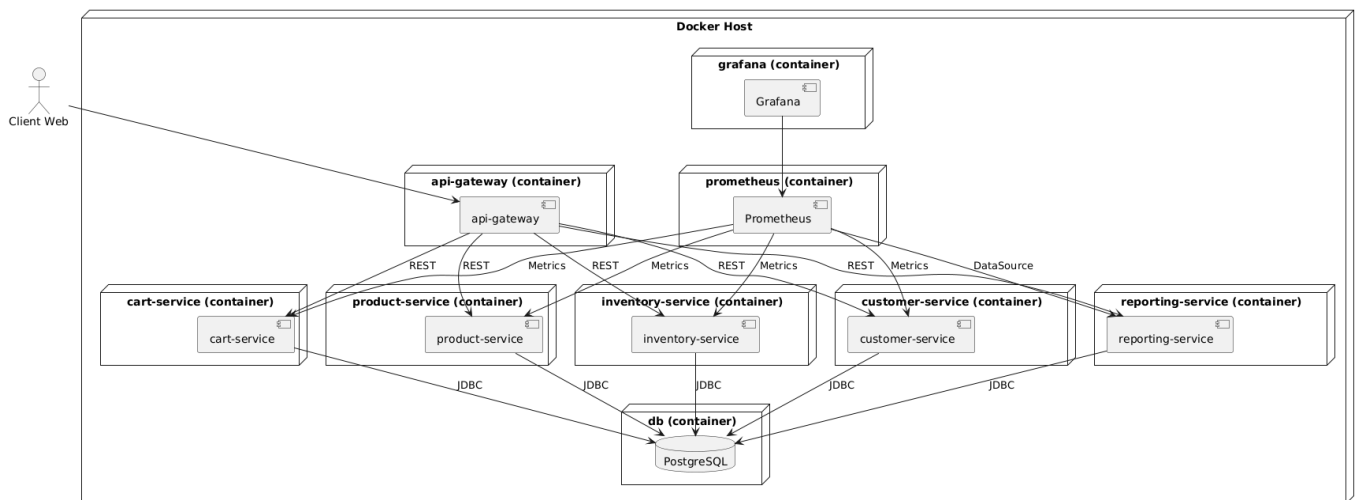 Docker Host
grafana (container)
Grafana
Client Web
api-gateway (container)
prometheus (container)
api-gateway
Prometheus
REST
REST
Metrics
REST
Metrics
REST
Metrics
REST
Metrics
DataSource
cart-service (container)
product-service (container)
inventory-service (container)
customer-service (container)
reporting-service (container)
cart-service
product-service
inventory-service
customer-service
reporting-service
JDBC
JDBC
JDBC
JDBC
JDBC
db (container)
PostgreSQL